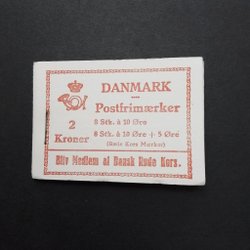 DANMARK
Postfrimærker
2
Kroner
8 Stk. à 10 Øre
8 Stk. à 10 Øre + 5 Øre
(Røde Kors Mærker)
Bliv Medlem af Dansk Røde Kors.